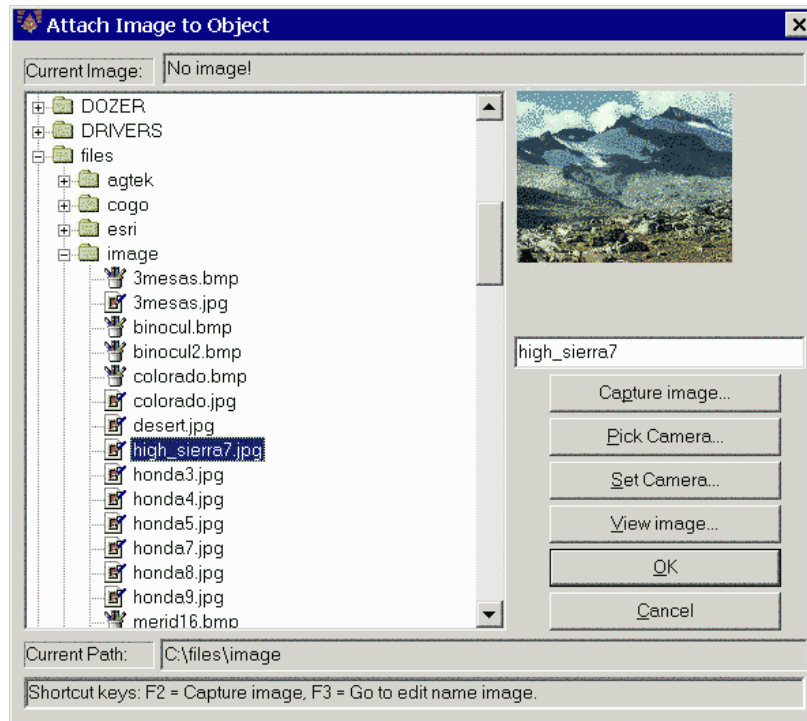 Attach Image to Object
Current Image: No image!
DOZER
DRIVERS
files
agtek
cogo
esri
image
3mesas.bmp
3mesas.jpg
binocul.bmp
binocul2.bmp
colorado.bmp
colorado.jpg
desert.jpg
high_sierra7.jpg
honda3.jpg
honda4.jpg
honda5.jpg
honda7.jpg
honda8.jpg
honda9.jpg
merid16.bmp
high_sierra7
Capture image...
Pick Camera...
Set Camera...
View image...
OK
Cancel
Current Path: C:\files\image
Shortcut keys: F2 = Capture image, F3 = Go to edit name image.